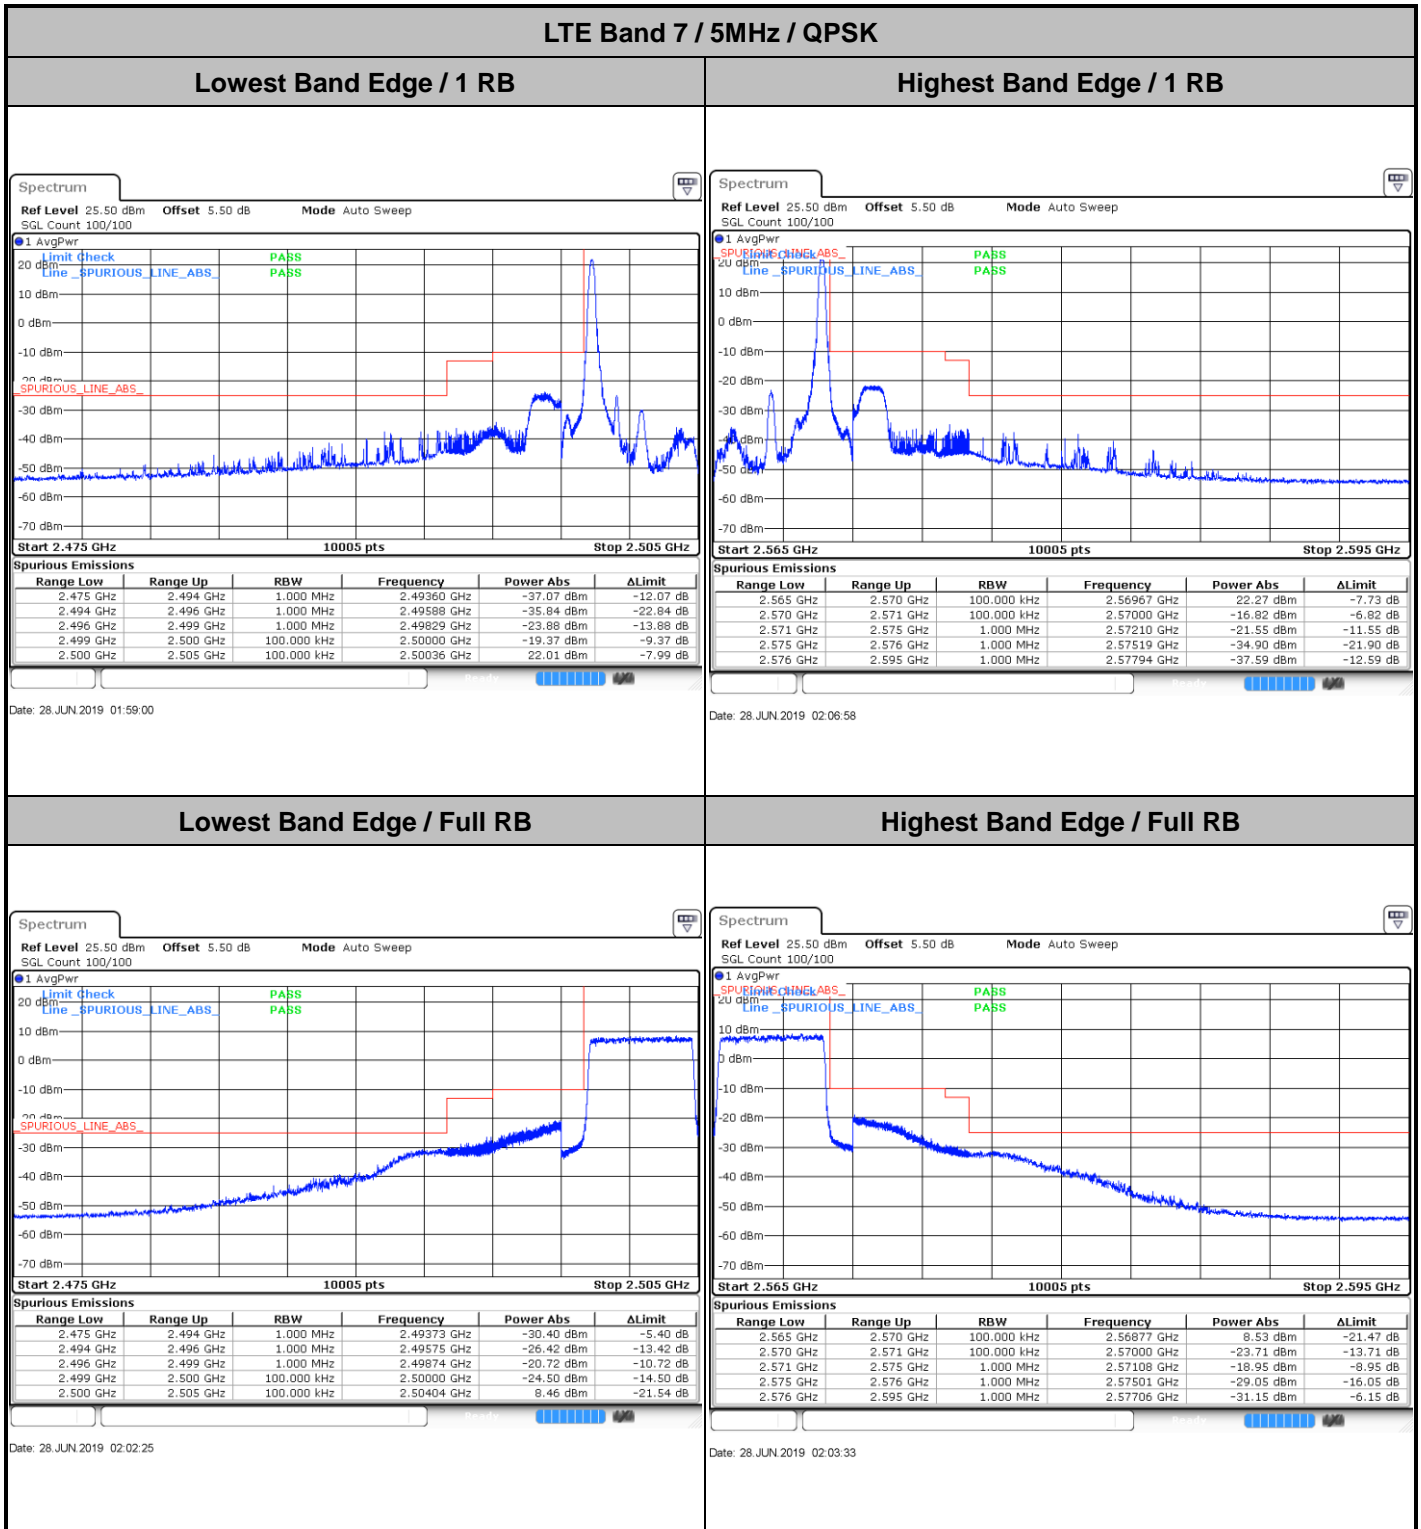 LTE Band 7 / 5MHz / QPSK
Lowest Band Edge / 1 RB
Highest Band Edge / 1 RB
Spectrum
Ref Level 25.50 dBm Offset 5.50 dB Mode Auto Sweep
SGL Count 100/100
1 AvgPwr
Limit Check PASS
Line _SPURIOUS_LINE_ABS_ PASS
20 dBm
10 dBm
0 dBm
-10 dBm
-20 dBm
_SPURIOUS_LINE_ABS_
-30 dBm
-40 dBm
-50 dBm
-60 dBm
-70 dBm
Start 2.475 GHz 10005 pts Stop 2.505 GHz
Spurious Emissions
Range Low Range Up RBW Frequency Power Abs ΔLimit
2.475 GHz 2.494 GHz 1.000 MHz 2.49360 GHz -37.07 dBm -12.07 dB
2.494 GHz 2.496 GHz 1.000 MHz 2.49588 GHz -35.84 dBm -22.84 dB
2.496 GHz 2.499 GHz 1.000 MHz 2.49829 GHz -23.88 dBm -13.88 dB
2.499 GHz 2.500 GHz 100.000 kHz 2.50000 GHz -19.37 dBm -9.37 dB
2.500 GHz 2.505 GHz 100.000 kHz 2.50036 GHz 22.01 dBm -7.99 dB
Ready
Date: 28.JUN.2019 01:59:00
Spectrum
Ref Level 25.50 dBm Offset 5.50 dB Mode Auto Sweep
SGL Count 100/100
1 AvgPwr
_SPURIOUS_LINE_ABS_
Limit Check PASS
20 dBm
Line _SPURIOUS_LINE_ABS_ PASS
10 dBm
0 dBm
-10 dBm
-20 dBm
-30 dBm
-40 dBm
-50 dBm
-60 dBm
-70 dBm
Start 2.565 GHz 10005 pts Stop 2.595 GHz
Spurious Emissions
Range Low Range Up RBW Frequency Power Abs ΔLimit
2.565 GHz 2.570 GHz 100.000 kHz 2.56967 GHz 22.27 dBm -7.73 dB
2.570 GHz 2.571 GHz 100.000 kHz 2.57000 GHz -16.82 dBm -6.82 dB
2.571 GHz 2.575 GHz 1.000 MHz 2.57210 GHz -21.55 dBm -11.55 dB
2.575 GHz 2.576 GHz 1.000 MHz 2.57519 GHz -34.90 dBm -21.90 dB
2.576 GHz 2.595 GHz 1.000 MHz 2.57794 GHz -37.59 dBm -12.59 dB
Ready
Date: 28.JUN.2019 02:06:58
Lowest Band Edge / Full RB
Highest Band Edge / Full RB
Spectrum
Ref Level 25.50 dBm Offset 5.50 dB Mode Auto Sweep
SGL Count 100/100
1 AvgPwr
Limit Check PASS
20 dBm
Line _SPURIOUS_LINE_ABS_ PASS
10 dBm
0 dBm
-10 dBm
-20 dBm
_SPURIOUS_LINE_ABS_
-30 dBm
-40 dBm
-50 dBm
-60 dBm
-70 dBm
Start 2.475 GHz 10005 pts Stop 2.505 GHz
Spurious Emissions
Range Low Range Up RBW Frequency Power Abs ΔLimit
2.475 GHz 2.494 GHz 1.000 MHz 2.49373 GHz -30.40 dBm -5.40 dB
2.494 GHz 2.496 GHz 1.000 MHz 2.49575 GHz -26.42 dBm -13.42 dB
2.496 GHz 2.499 GHz 1.000 MHz 2.49874 GHz -20.72 dBm -10.72 dB
2.499 GHz 2.500 GHz 100.000 kHz 2.50000 GHz -24.50 dBm -14.50 dB
2.500 GHz 2.505 GHz 100.000 kHz 2.50404 GHz 8.46 dBm -21.54 dB
Ready
Date: 28.JUN.2019 02:02:25
Spectrum
Ref Level 25.50 dBm Offset 5.50 dB Mode Auto Sweep
SGL Count 100/100
1 AvgPwr
_SPURIOUS_LINE_ABS_
Limit Check PASS
20 dBm
Line _SPURIOUS_LINE_ABS_ PASS
10 dBm
0 dBm
-10 dBm
-20 dBm
-30 dBm
-40 dBm
-50 dBm
-60 dBm
-70 dBm
Start 2.565 GHz 10005 pts Stop 2.595 GHz
Spurious Emissions
Range Low Range Up RBW Frequency Power Abs ΔLimit
2.565 GHz 2.570 GHz 100.000 kHz 2.56877 GHz 8.53 dBm -21.47 dB
2.570 GHz 2.571 GHz 100.000 kHz 2.57000 GHz -23.71 dBm -13.71 dB
2.571 GHz 2.575 GHz 1.000 MHz 2.57108 GHz -18.95 dBm -8.95 dB
2.575 GHz 2.576 GHz 1.000 MHz 2.57501 GHz -29.05 dBm -16.05 dB
2.576 GHz 2.595 GHz 1.000 MHz 2.57706 GHz -31.15 dBm -6.15 dB
Ready
Date: 28.JUN.2019 02:03:33